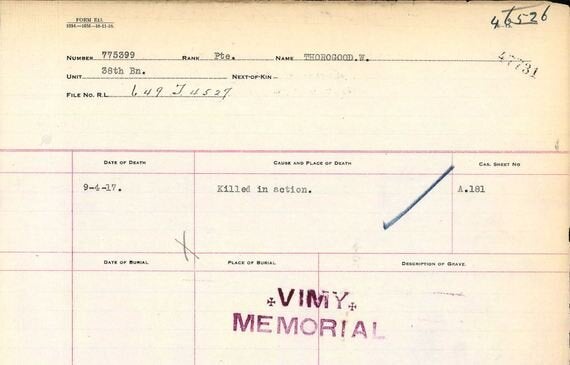 FORM E15.
46526
NUMBER 775399 RANK Pte. NAME THOROGOOD.W.
47731
UNIT 38th Bn. NEXT-OF-KIN
FILE NO. R.L. 649 T 4527
DATE OF DEATH CAUSE AND PLACE OF DEATH CAS. SHEET NO
9-4-17. Killed in action. A.181
DATE OF BURIAL PLACE OF BURIAL DESCRIPTION OF GRAVE
VIMY
MEMORIAL